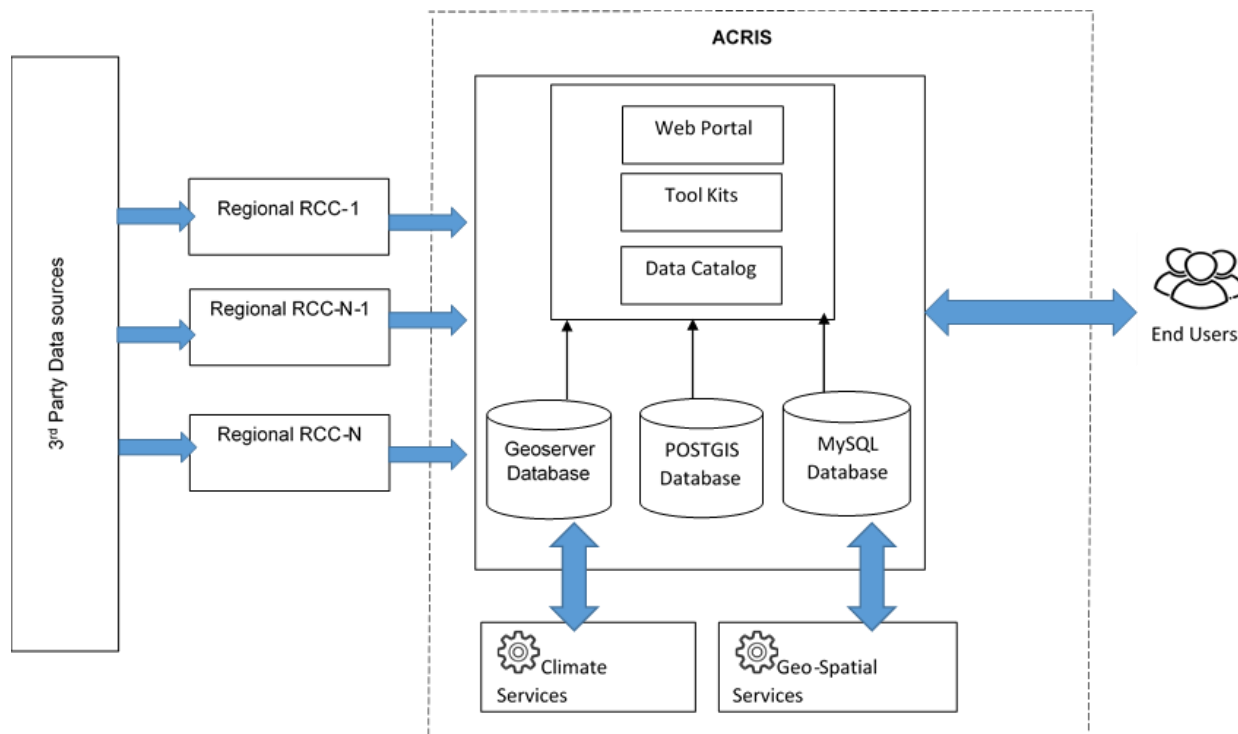 ACRIS
3rd Party Data sources
Regional RCC-1
Regional RCC-N-1
Regional RCC-N
Web Portal
Tool Kits
Data Catalog
Geoserver
Database
POSTGIS
Database
MySQL
Database
Climate
Services
Geo-Spatial
Services
End Users